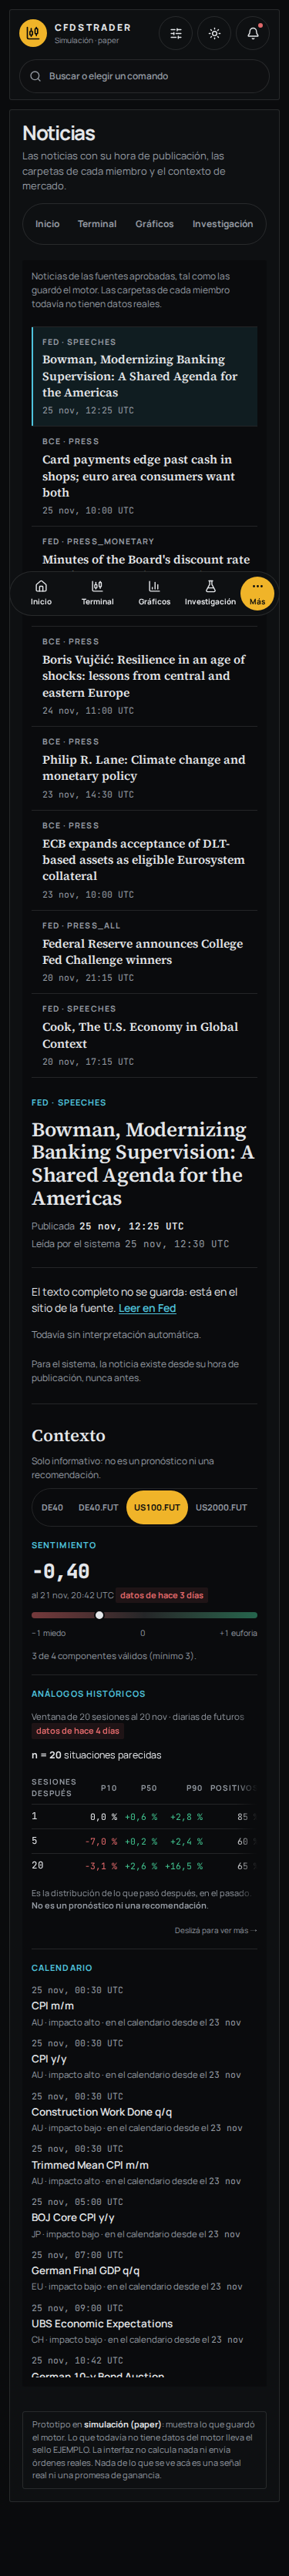 CFDSTRADER
Simulación · paper
Buscar o elegir un comando
Noticias
Las noticias con su hora de publicación, las
carpetas de cada miembro y el contexto de
mercado.
Inicio Terminal Gráficos Investigación
Noticias de las fuentes aprobadas, tal como las
guardó el motor. Las carpetas de cada miembro
todavía no tienen datos reales.
FED · SPEECHES
Bowman, Modernizing Banking
Supervision: A Shared Agenda for
the Americas
25 nov, 12:25 UTC
BCE · PRESS
Card payments edge past cash in
shops; euro area consumers want
both
25 nov, 10:00 UTC
FED · PRESS_MONETARY
Minutes of the Board's discount rate
Inicio Terminal Gráficos Investigación Más
BCE · PRESS
Boris Vujčić: Resilience in an age of
shocks: lessons from central and
eastern Europe
24 nov, 11:00 UTC
BCE · PRESS
Philip R. Lane: Climate change and
monetary policy
23 nov, 14:30 UTC
BCE · PRESS
ECB expands acceptance of DLT-
based assets as eligible Eurosystem
collateral
23 nov, 10:00 UTC
FED · PRESS_ALL
Federal Reserve announces College
Fed Challenge winners
20 nov, 21:15 UTC
FED · SPEECHES
Cook, The U.S. Economy in Global
Context
20 nov, 17:15 UTC
FED · SPEECHES
Bowman, Modernizing
Banking Supervision: A
Shared Agenda for the
Americas
Publicada 25 nov, 12:25 UTC
Leída por el sistema 25 nov, 12:30 UTC
El texto completo no se guarda: está en el
sitio de la fuente. Leer en Fed
Todavía sin interpretación automática.
Para el sistema, la noticia existe desde su hora de
publicación, nunca antes.
Contexto
Solo informativo: no es un pronóstico ni una
recomendación.
DE40 DE40.FUT US100.FUT US2000.FUT
SENTIMIENTO
-0,40
al 21 nov, 20:42 UTC datos de hace 3 días
−1 miedo 0 +1 euforia
3 de 4 componentes válidos (mínimo 3).
ANÁLOGOS HISTÓRICOS
Ventana de 20 sesiones al 20 nov · diarias de futuros
datos de hace 4 días
n = 20 situaciones parecidas
SESIONES
DESPUÉS P10 P50 P90 POSITIVOS
1 0,0 % +0,6 % +2,8 % 85
5 -7,0 % +0,2 % +2,4 % 60
20 -3,1 % +2,6 % +16,5 % 65
Es la distribución de lo que pasó después, en el pasado.
No es un pronóstico ni una recomendación.
Deslizá para ver más →
CALENDARIO
25 nov, 00:30 UTC
CPI m/m
AU · impacto alto · en el calendario desde el 23 nov
25 nov, 00:30 UTC
CPI y/y
AU · impacto alto · en el calendario desde el 23 nov
25 nov, 00:30 UTC
Construction Work Done q/q
AU · impacto bajo · en el calendario desde el 23 nov
25 nov, 00:30 UTC
Trimmed Mean CPI m/m
AU · impacto alto · en el calendario desde el 23 nov
25 nov, 05:00 UTC
BOJ Core CPI y/y
JP · impacto bajo · en el calendario desde el 23 nov
25 nov, 07:00 UTC
German Final GDP q/q
EU · impacto bajo · en el calendario desde el 23 nov
25 nov, 09:00 UTC
UBS Economic Expectations
CH · impacto bajo · en el calendario desde el 23 nov
25 nov, 10:42 UTC
German 10-y Bond Auction
Prototipo en simulación (paper): muestra lo que guardó
el motor. Lo que todavía no tiene datos del motor lleva el
sello EJEMPLO. La interfaz no calcula nada ni envía
órdenes reales. Nada de lo que se ve acá es una señal
real ni una promesa de ganancia.